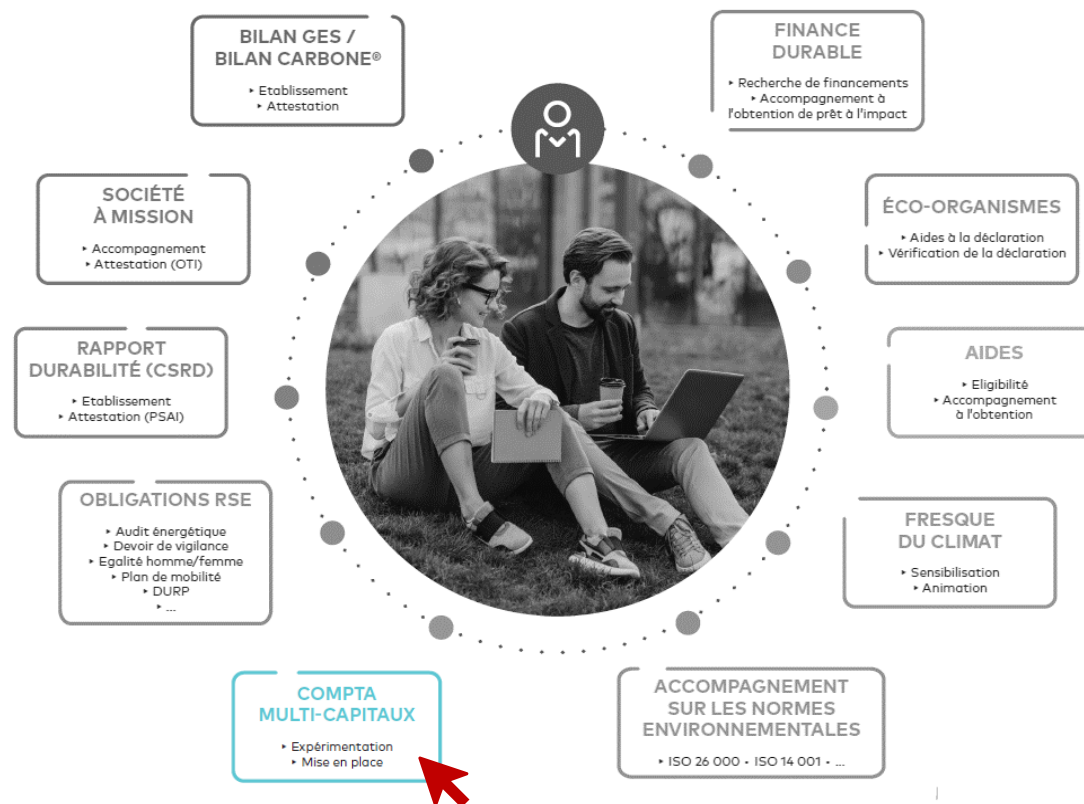 BILAN GES /
BILAN CARBONE®
‣ Etablissement
‣ Attestation
FINANCE
DURABLE
‣ Recherche de financements
‣ Accompagnement à
l'obtention de prêt à l'impact
SOCIÉTÉ
À MISSION
‣ Accompagnement
‣ Attestation (OTI)
ÉCO-ORGANISMES
‣ Aides à la déclaration
‣ Vérification de la déclaration
RAPPORT
DURABILITÉ (CSRD)
‣ Etablissement
‣ Attestation (PSAI)
AIDES
‣ Eligibilité
‣ Accompagnement
à l'obtention
OBLIGATIONS RSE
‣ Audit énergétique
‣ Devoir de vigilance
‣ Egalité homme/femme
‣ Plan de mobilité
‣ DURP
‣ ...
FRESQUE
DU CLIMAT
‣ Sensibilisation
‣ Animation
COMPTA
MULTI-CAPITAUX
‣ Expérimentation
‣ Mise en place
ACCOMPAGNEMENT
SUR LES NORMES
ENVIRONNEMENTALES
‣ ISO 26 000 • ISO 14 001 • ...